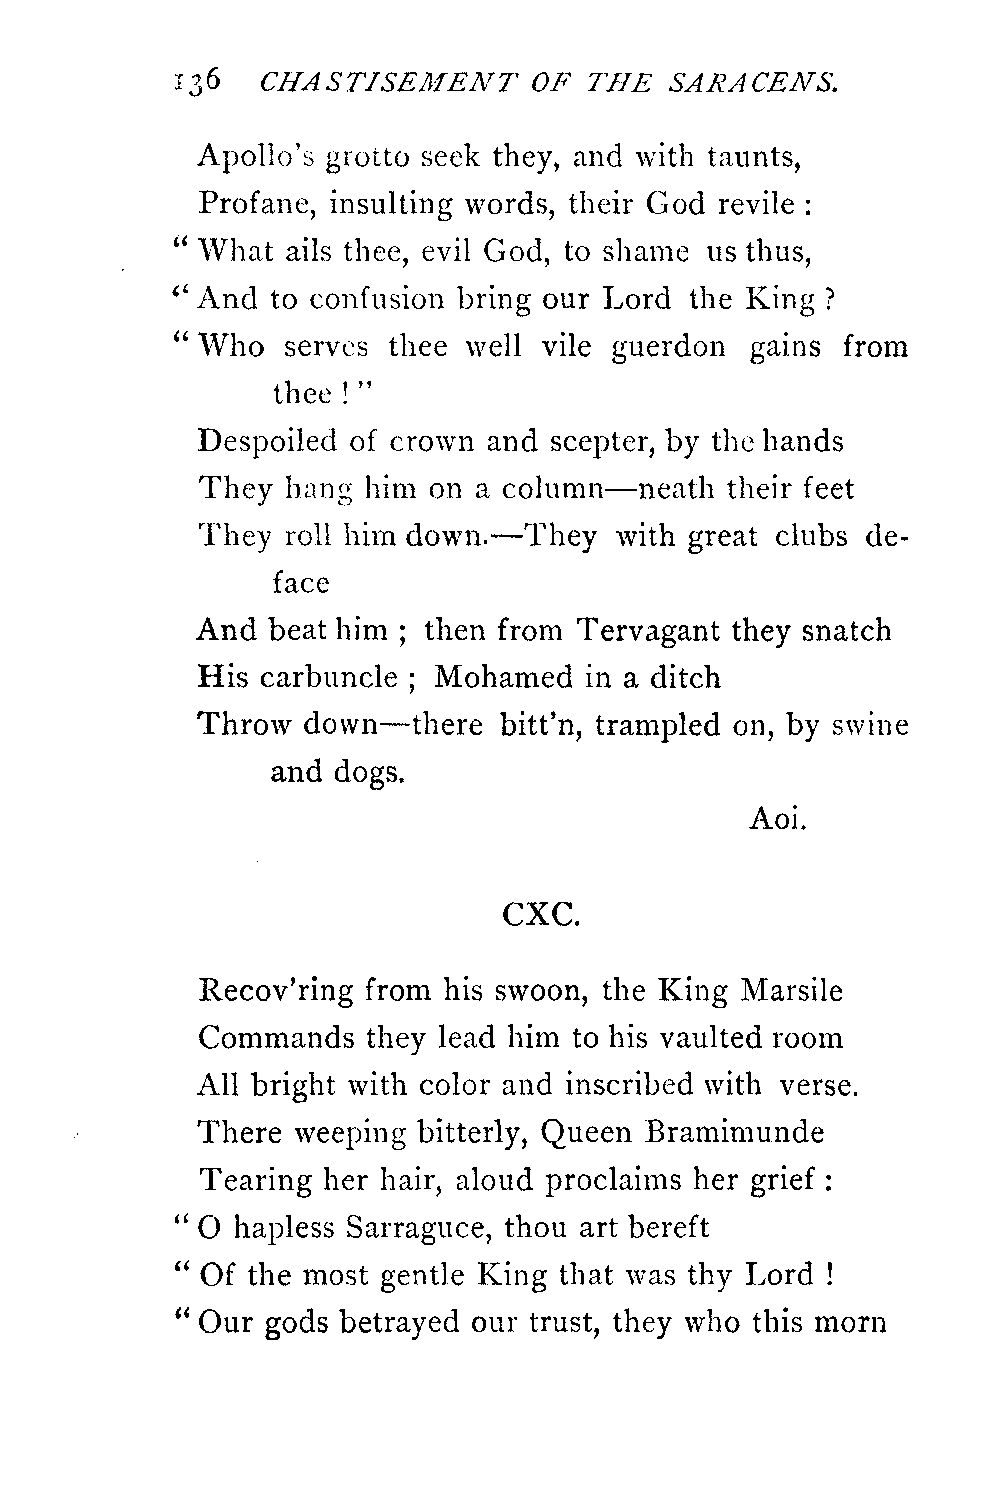 136 CHASTISEMENT OF THE SARACENS.
Apollo's grotto seek they, and with taunts,
Profane, insulting words, their God revile :
“ What ails thee, evil God, to shame us thus,
“ And to confusion bring our Lord the King ?
“ Who serves thee well vile guerdon gains from
thee ! ”
Despoiled of crown and scepter, by the hands
They hang him on a column—neath their feet
They roll him down.—They with great clubs de-
face
And beat him ; then from Tervagant they snatch
His carbuncle ; Mohamed in a ditch
Throw down—there bitt'n, trampled on, by swine
and dogs.
Aoi.
CXC.
Recov'ring from his swoon, the King Marsile
Commands they lead him to his vaulted room
All bright with color and inscribed with verse.
There weeping bitterly, Queen Bramimunde
Tearing her hair, aloud proclaims her grief :
“ O hapless Sarraguce, thou art bereft
“ Of the most gentle King that was thy Lord !
“ Our gods betrayed our trust, they who this morn